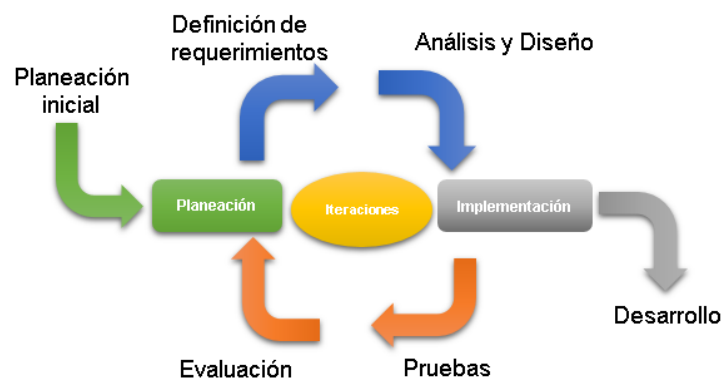 Definición de
requerimientos
Análisis y Diseño
Planeación
inicial
Planeación
Iteraciones
Implementación
Desarrollo
Evaluación
Pruebas